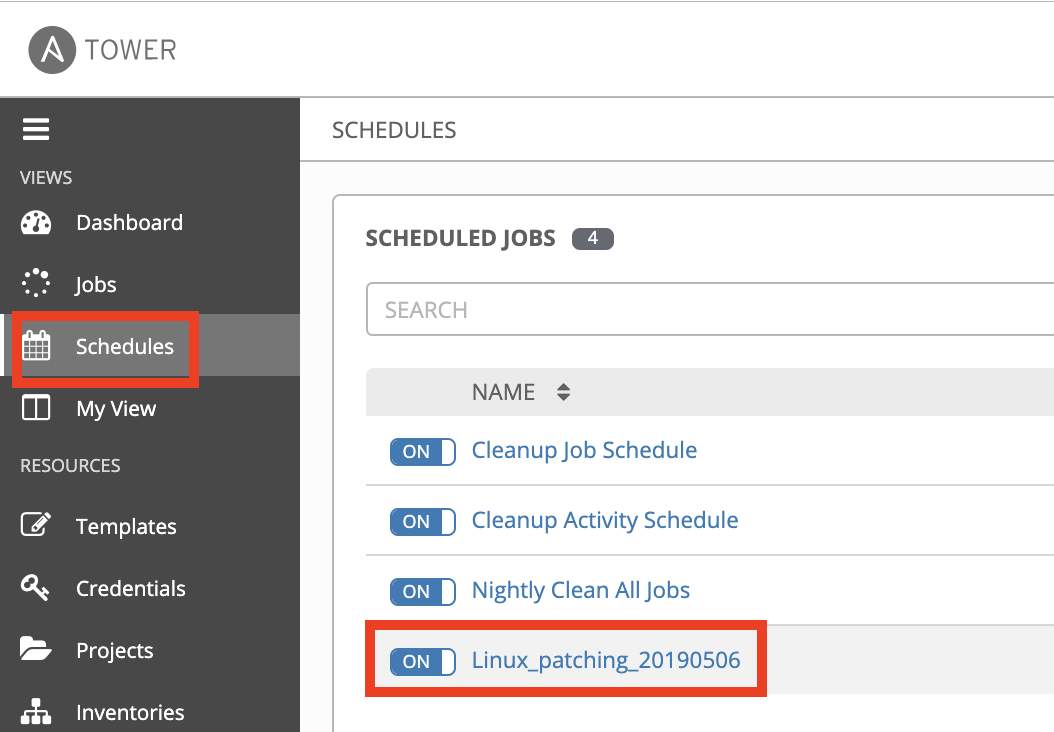 TOWER
VIEWS
Dashboard
Jobs
Schedules
My View
RESOURCES
Templates
Credentials
Projects
Inventories
SCHEDULES
SCHEDULED JOBS 4
SEARCH
NAME
ON Cleanup Job Schedule
ON Cleanup Activity Schedule
ON Nightly Clean All Jobs
ON Linux_patching_20190506